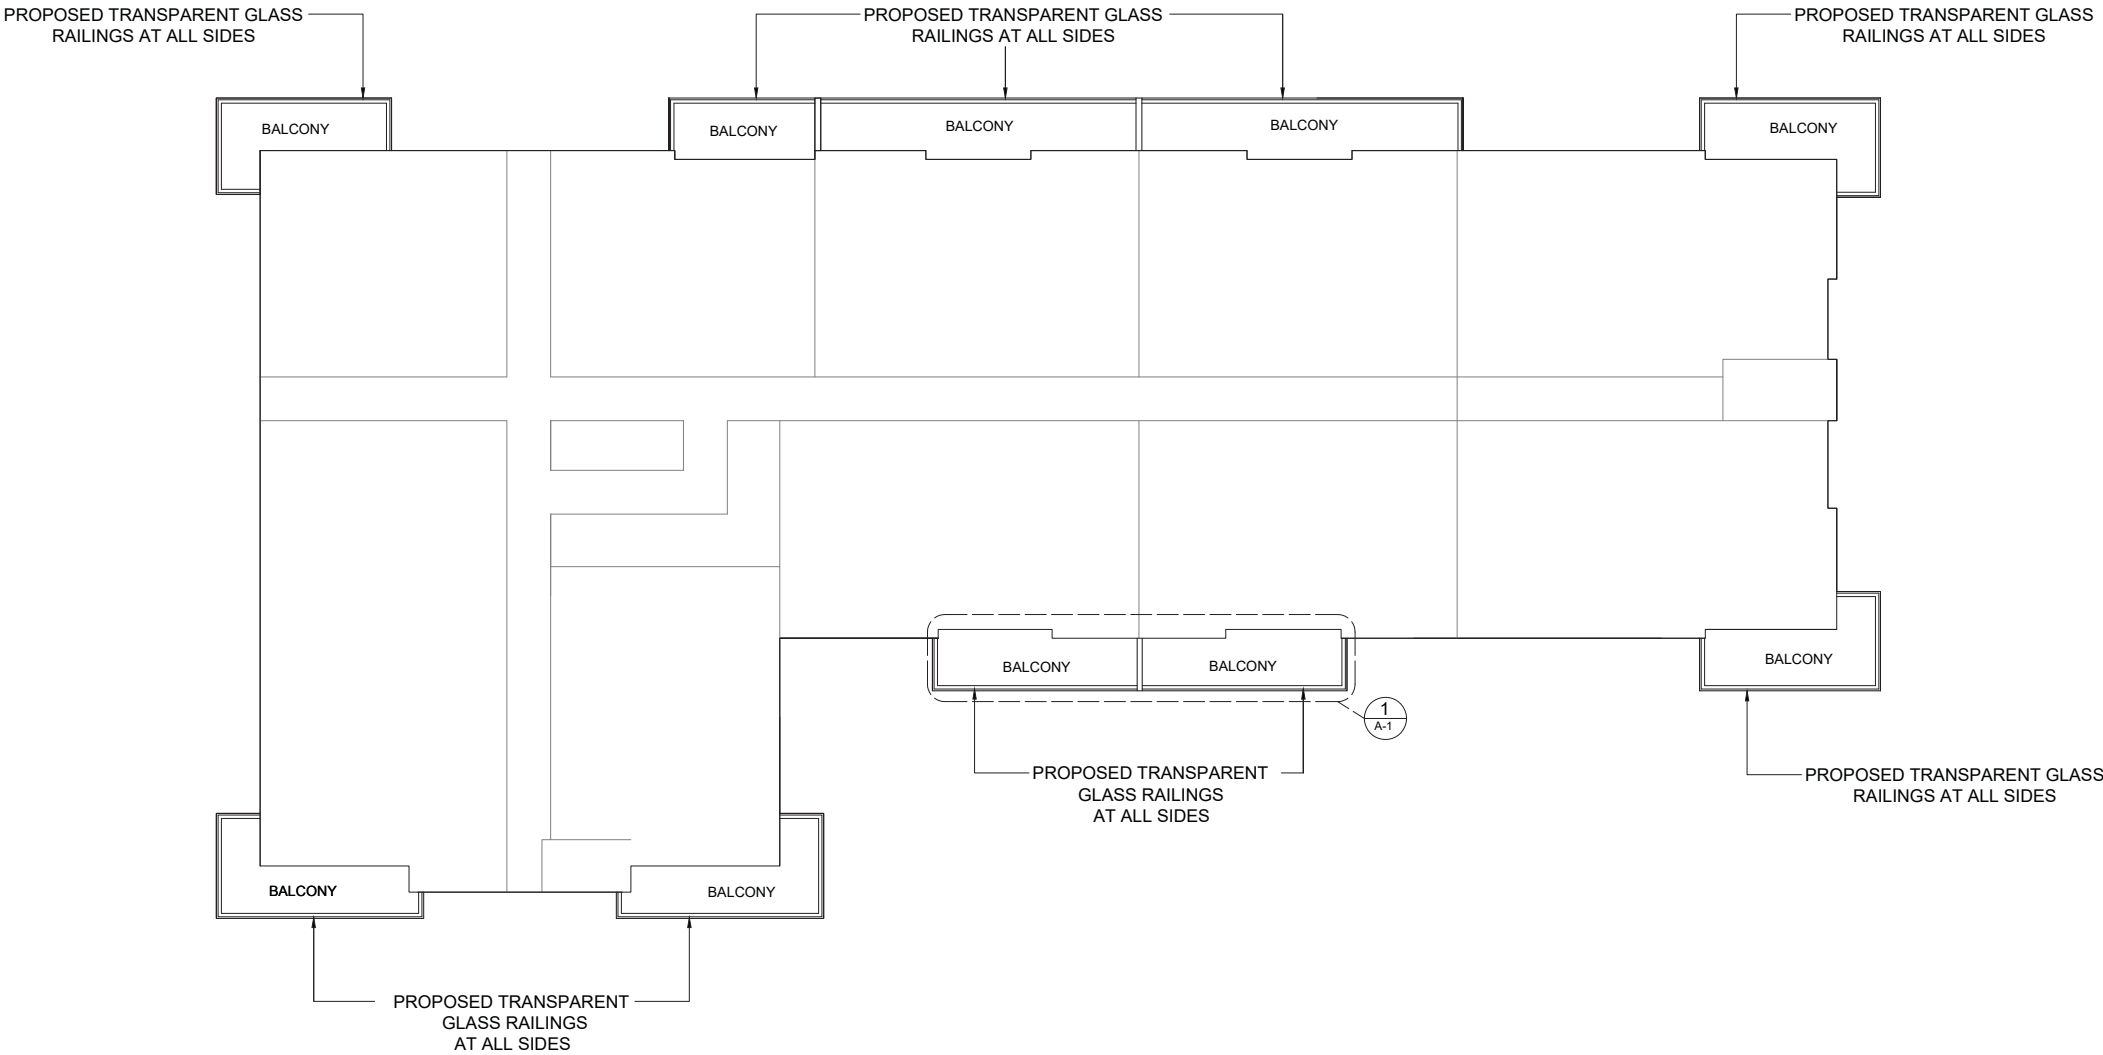 PROPOSED TRANSPARENT GLASS
RAILINGS AT ALL SIDES
PROPOSED TRANSPARENT GLASS
RAILINGS AT ALL SIDES
PROPOSED TRANSPARENT GLASS
RAILINGS AT ALL SIDES
BALCONY
BALCONY
BALCONY
BALCONY
BALCONY
BALCONY
BALCONY
BALCONY
1
A-1
PROPOSED TRANSPARENT
GLASS RAILINGS
AT ALL SIDES
PROPOSED TRANSPARENT GLASS
RAILINGS AT ALL SIDES
BALCONY
BALCONY
PROPOSED TRANSPARENT
GLASS RAILINGS
AT ALL SIDES